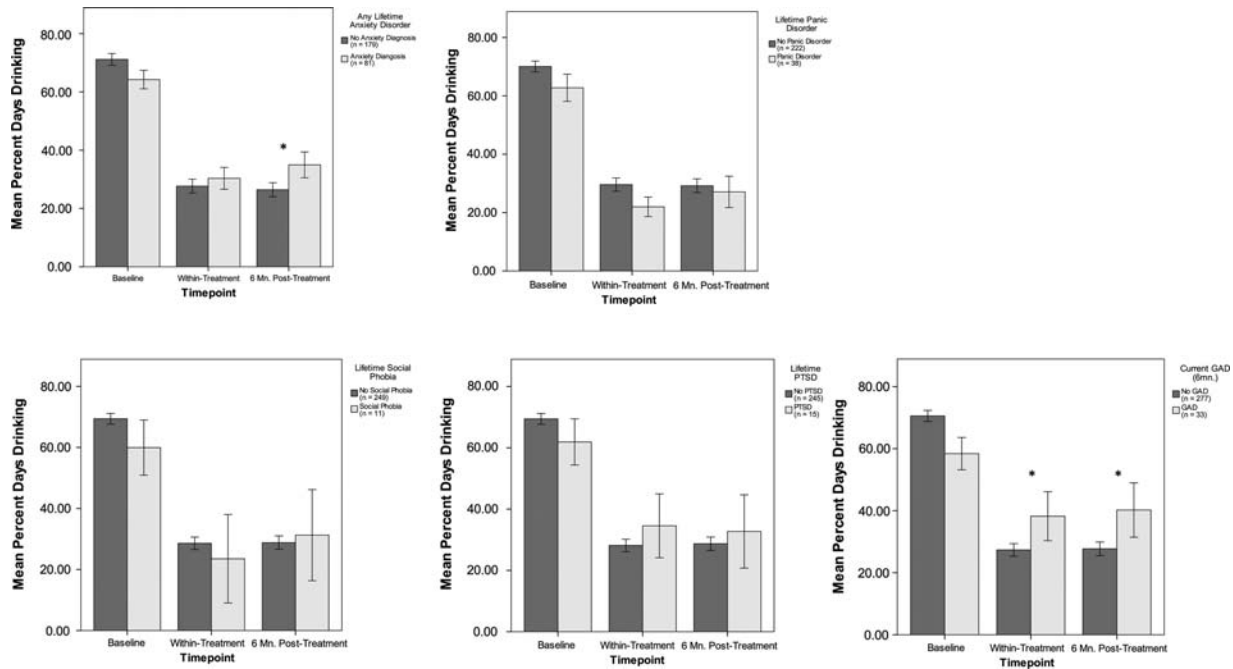 Any Lifetime
Anxiety Disorder
No Anxiety Diagnosis
(n = 179)
Anxiety Diangosis
(n = 81)
Mean Percent Days Drinking
80.00
60.00
40.00
20.00
0.00
*
Baseline
Within-Treatment
6 Mn. Post-Treatment
Timepoint
Lifetime Panic
Disorder
No Panic Disorder
(n = 222)
Panic Disorder
(n = 38)
Mean Percent Days Drinking
80.00
60.00
40.00
20.00
0.00
Baseline
Within-Treatment
6 Mn. Post-Treatment
Timepoint
Lifetime Social
Phobia
No Social Phobia
(n = 249)
Social Phobia
(n = 11)
Mean Percent Days Drinking
80.00
60.00
40.00
20.00
0.00
Baseline
Within-Treatment
6 Mn. Post-Treatment
Timepoint
Lifetime
PTSD
No PTSD
(n = 245)
PTSD
(n = 15)
Mean Percent Days Drinking
80.00
60.00
40.00
20.00
0.00
Baseline
Within-Treatment
6 Mn. Post-Treatment
Timepoint
Current GAD
(6mn.)
No GAD
(n = 277)
GAD
(n = 33)
Mean Percent Days Drinking
80.00
60.00
40.00
20.00
0.00
*
*
Baseline
Within-Treatment
6 Mn. Post-Treatment
Timepoint